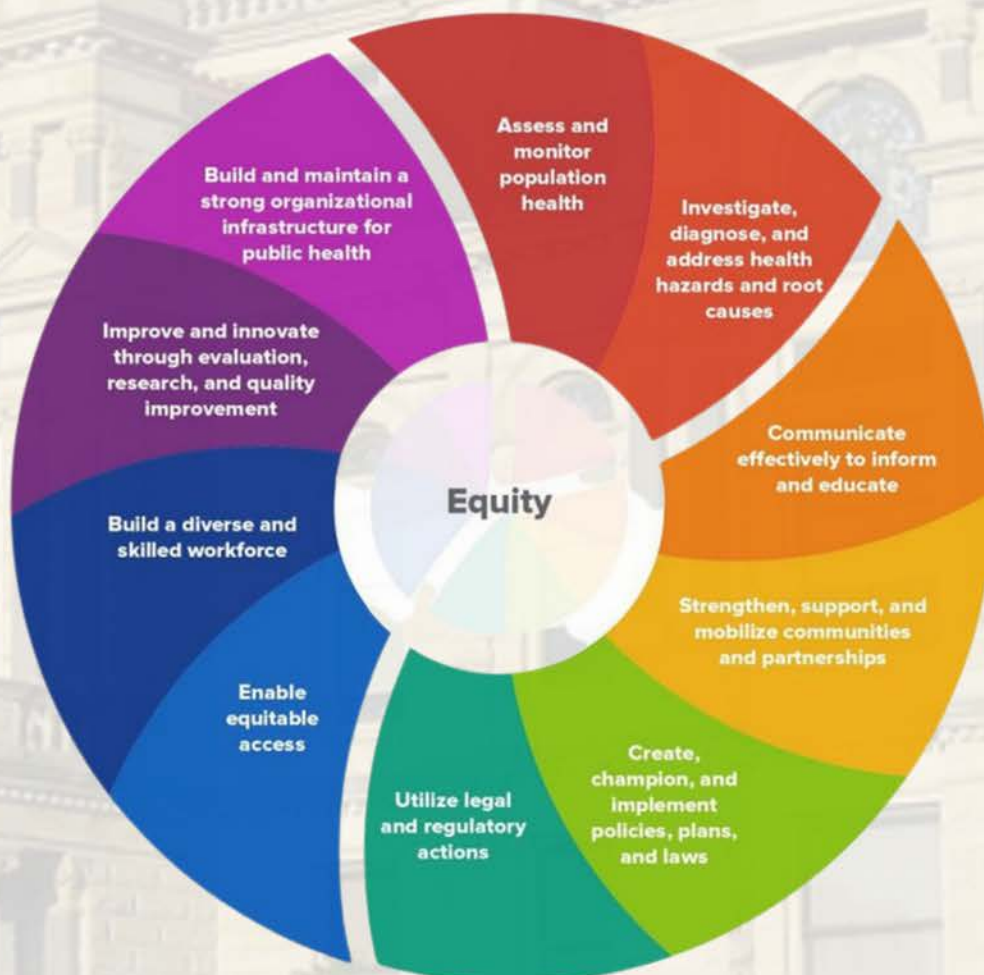 Assess and
monitor
population
health
Investigate,
diagnose, and
address health
hazards and root
causes
Communicate
effectively to inform
and educate
Strengthen, support, and
mobilize communities
and partnerships
Create,
champion, and
implement
policies, plans,
and laws
Utilize legal
and regulatory
actions
Enable
equitable
access
Build a diverse and
skilled workforce
Improve and innovate
through evaluation,
research, and quality
improvement
Build and maintain a
strong organizational
infrastructure for
public health
Equity